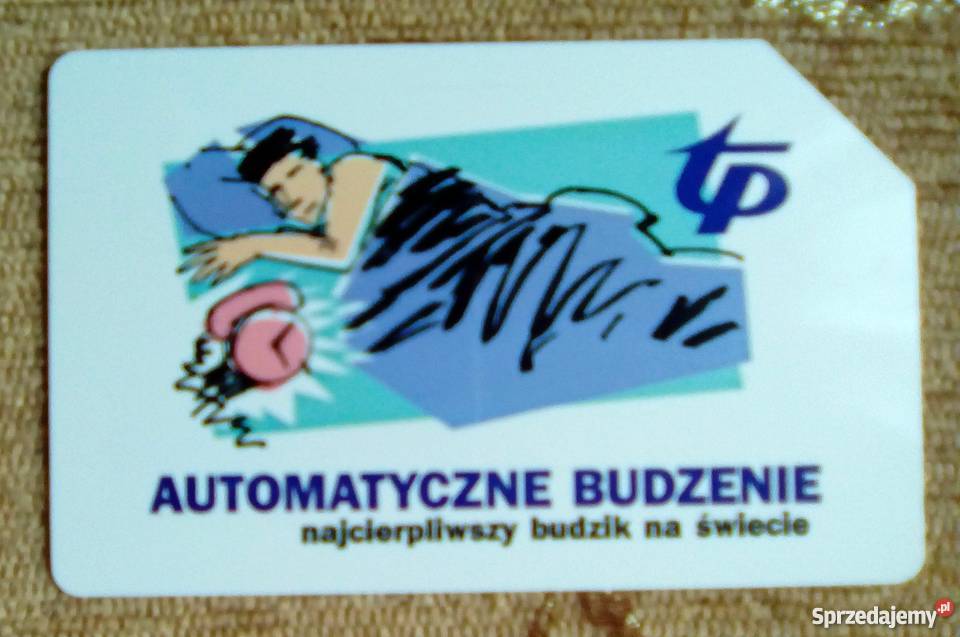 tp
AUTOMATYCZNE BUDZENIE
najcierpliwszy budzik na świecie
Sprzedajemy.pl